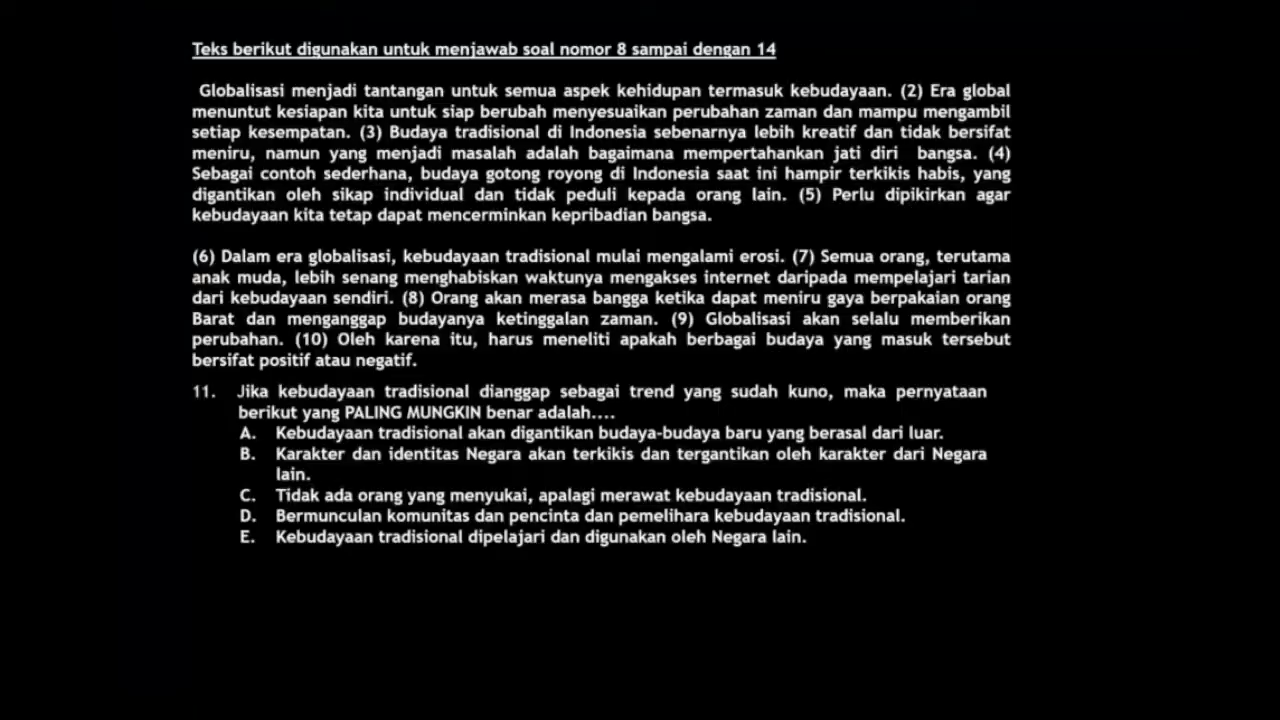 Teks berikut digunakan untuk menjawab soal nomor 8 sampai dengan 14
Globalisasi menjadi tantangan untuk semua aspek kehidupan termasuk kebudayaan. (2) Era global
menuntut kesiapan kita untuk siap berubah menyesuaikan perubahan zaman dan mampu mengambil
setiap kesempatan. (3) Budaya tradisional di Indonesia sebenarnya lebih kreatif dan tidak bersifat
meniru, namun yang menjadi masalah adalah bagaimana mempertahankan jati diri bangsa. (4)
Sebagai contoh sederhana, budaya gotong royong di Indonesia saat ini hampir terkikis habis, yang
digantikan oleh sikap individual dan tidak peduli kepada orang lain. (5) Perlu dipikirkan agar
kebudayaan kita tetap dapat mencerminkan kepribadian bangsa.
(6) Dalam era globalisasi, kebudayaan tradisional mulai mengalami erosi. (7) Semua orang, terutama
anak muda, lebih senang menghabiskan waktunya mengakses internet daripada mempelajari tarian
dari kebudayaan sendiri. (8) Orang akan merasa bangga ketika dapat meniru gaya berpakaian orang
Barat dan menganggap budayanya ketinggalan zaman. (9) Globalisasi akan selalu memberikan
perubahan. (10) Oleh karena itu, harus meneliti apakah berbagai budaya yang masuk tersebut
bersifat positif atau negatif.
11. Jika kebudayaan tradisional dianggap sebagai trend yang sudah kuno, maka pernyataan
berikut yang PALING MUNGKIN benar adalah....
A. Kebudayaan tradisional akan digantikan budaya-budaya baru yang berasal dari luar.
B. Karakter dan identitas Negara akan terkikis dan tergantikan oleh karakter dari Negara
lain.
C. Tidak ada orang yang menyukai, apalagi merawat kebudayaan tradisional.
D. Bermunculan komunitas dan pencinta dan pemelihara kebudayaan tradisional.
E. Kebudayaan tradisional dipelajari dan digunakan oleh Negara lain.